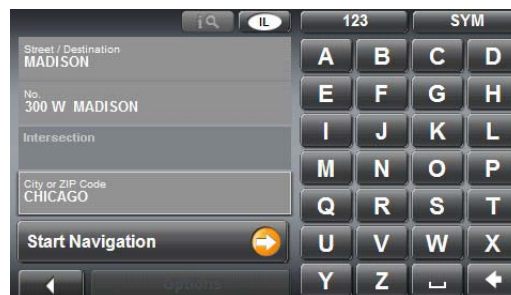 i IL 123 SYM
Street / Destination
MADISON
No.
300 W MADISON
Intersection
City or ZIP Code
CHICAGO
Start Navigation
Options
A B C D
E F G H
I J K L
M N O P
Q R S T
U V W X
Y Z